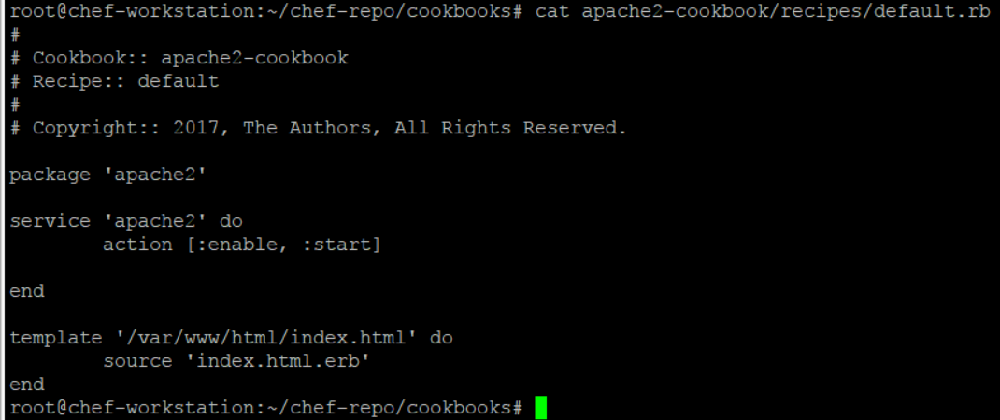 root@chef-workstation:~/chef-repo/cookbooks# cat apache2-cookbook/recipes/default.rb
#
# Cookbook:: apache2-cookbook
# Recipe:: default
#
# Copyright:: 2017, The Authors, All Rights Reserved.
package 'apache2'
service 'apache2' do
        action [:enable, :start]
end
template '/var/www/html/index.html' do
        source 'index.html.erb'
end
root@chef-workstation:~/chef-repo/cookbooks#